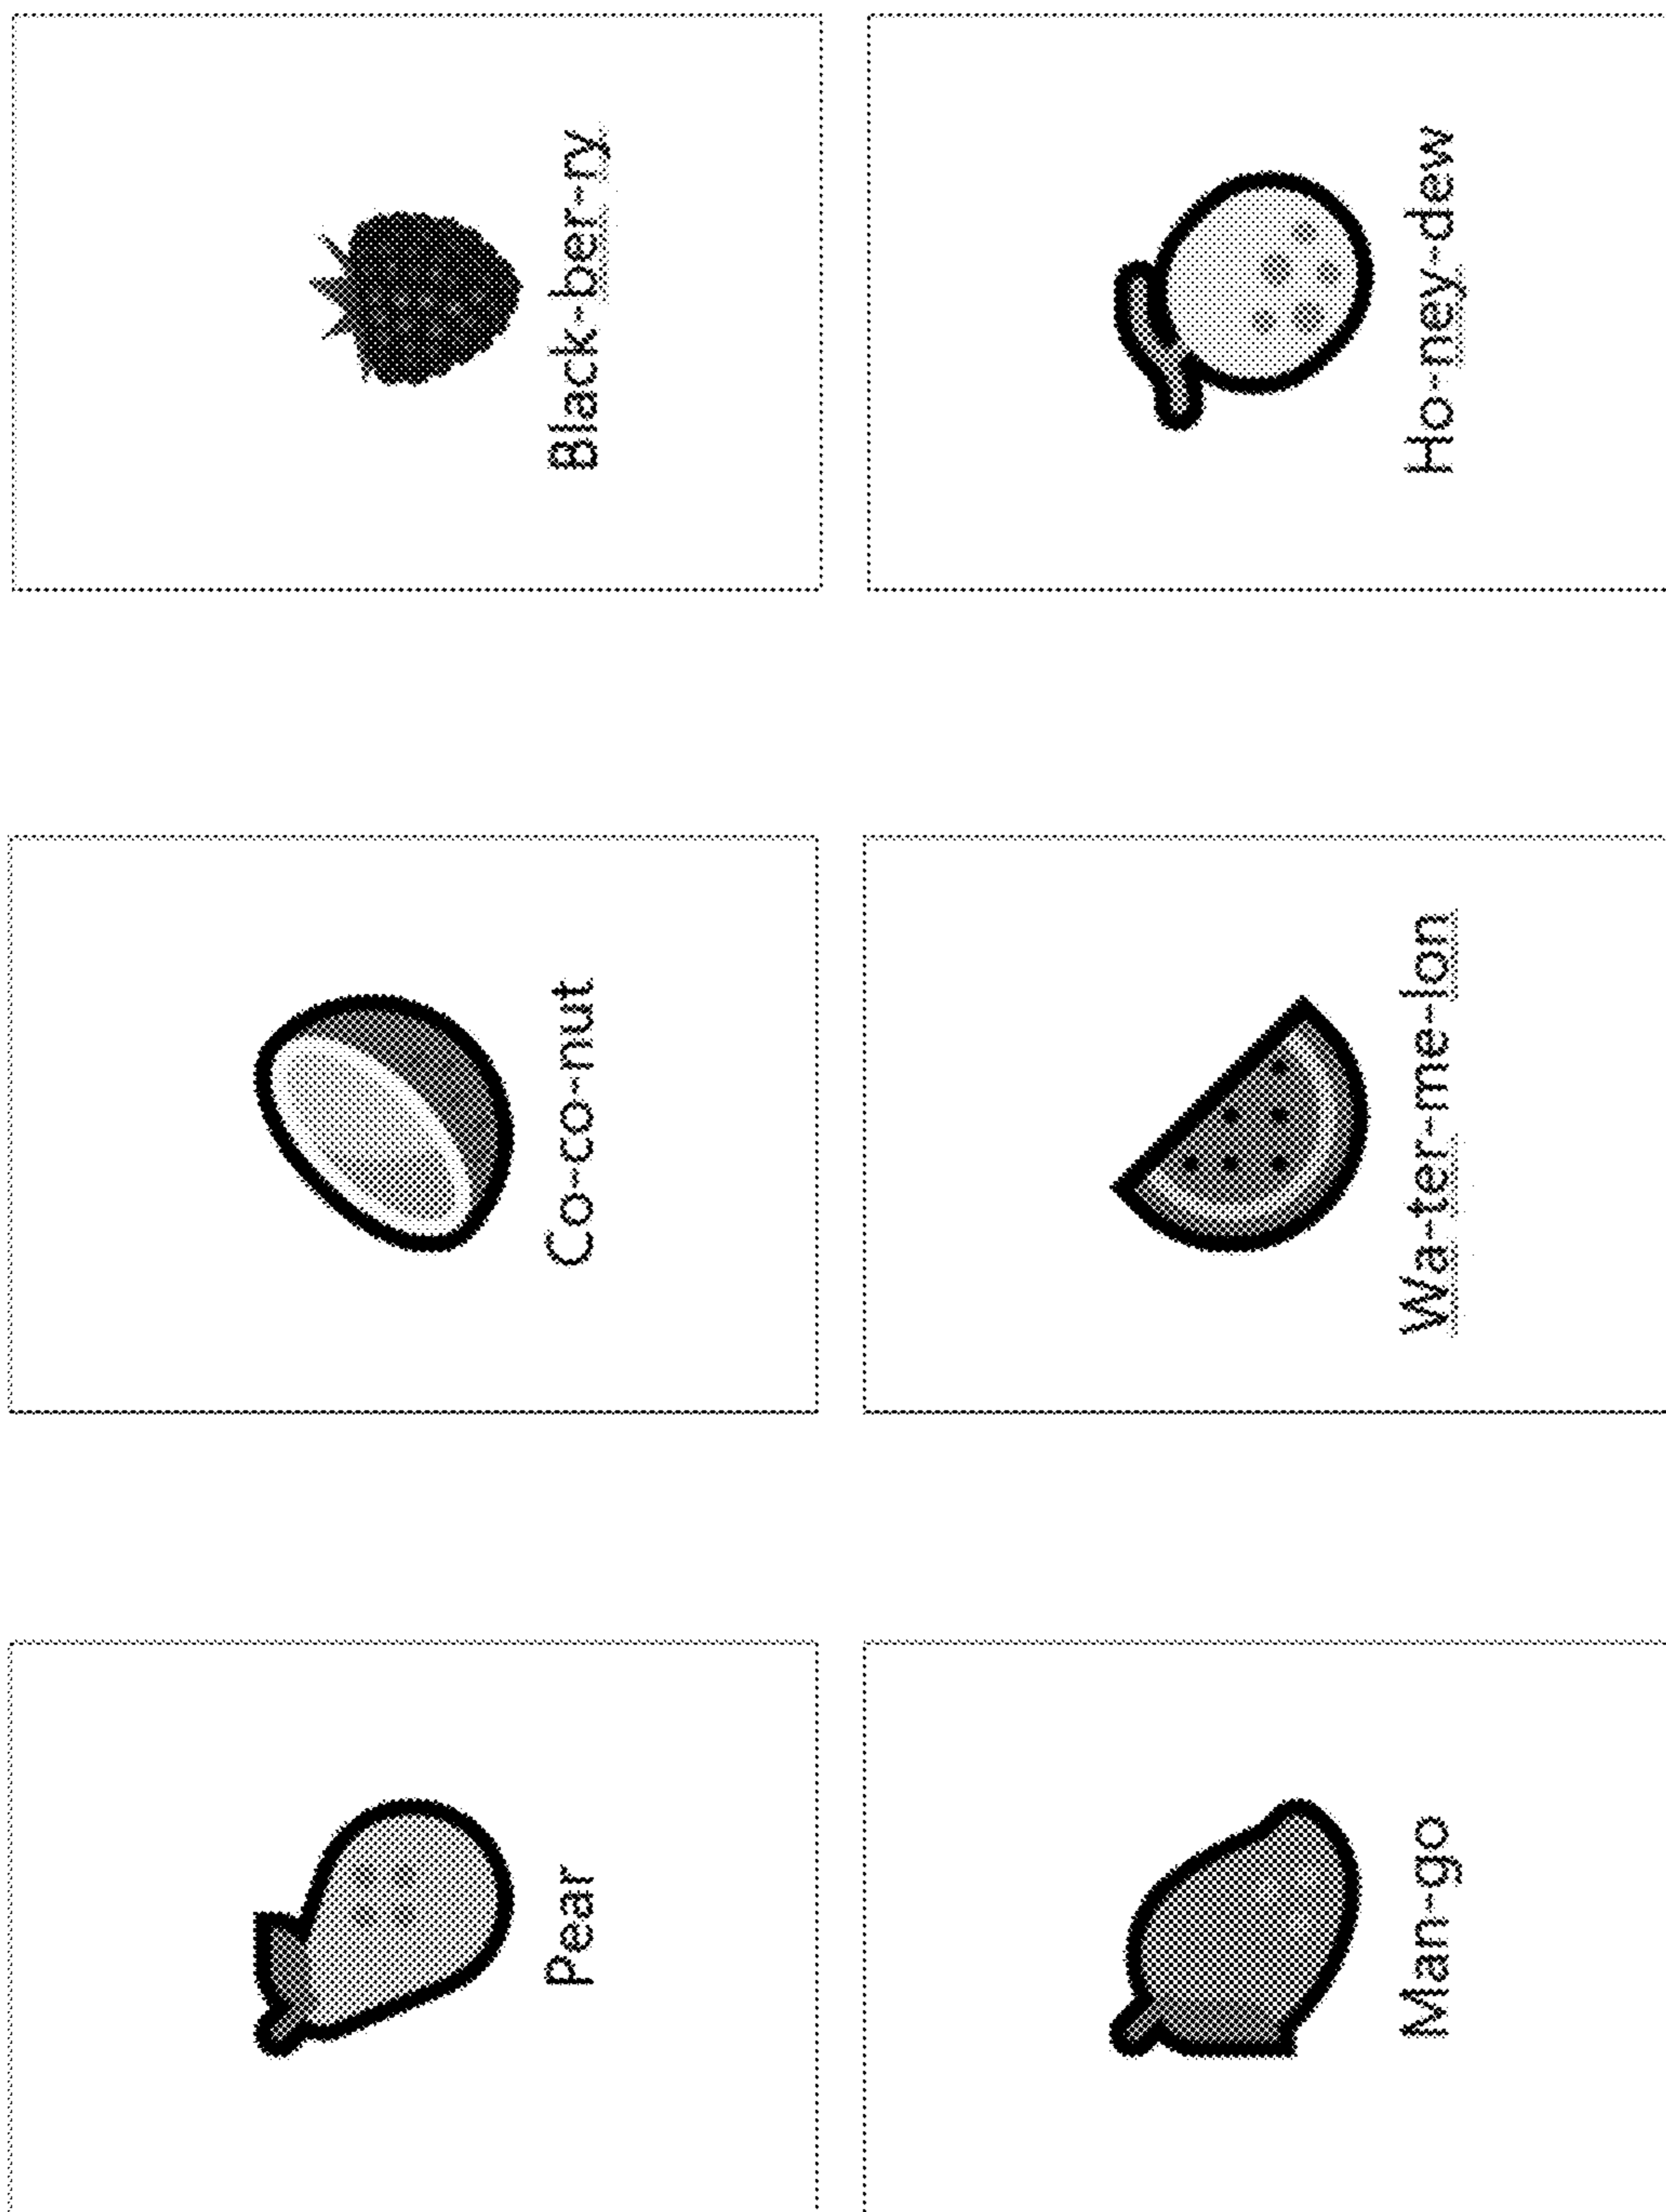 Pear
Co-co-nut
Black-ber-ry
Man-go
Wa-ter-me-lon
Ho-ney-dew